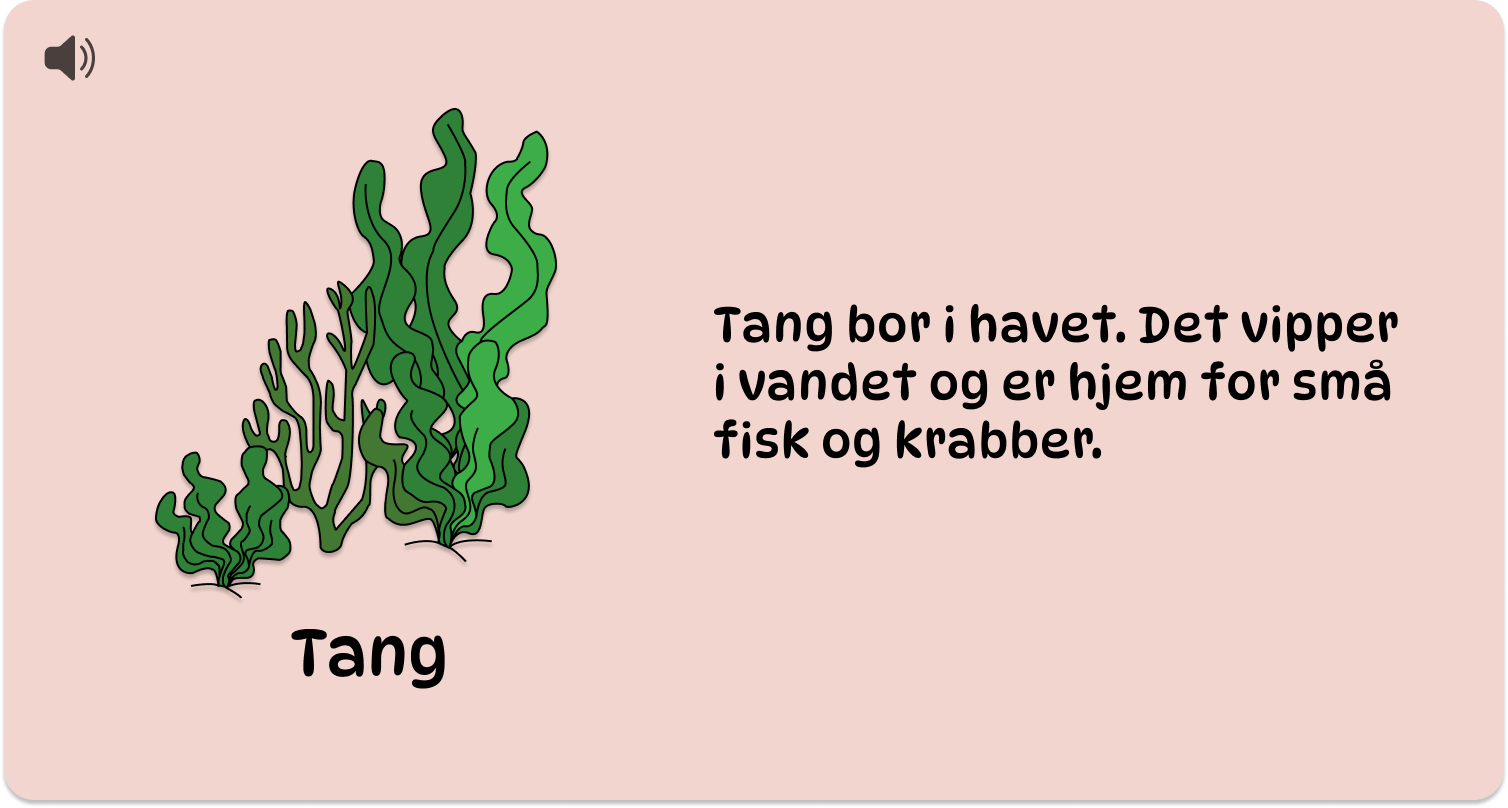 Tang bor i havet. Det vipper
i vandet og er hjem for små
fisk og krabber.
Tang